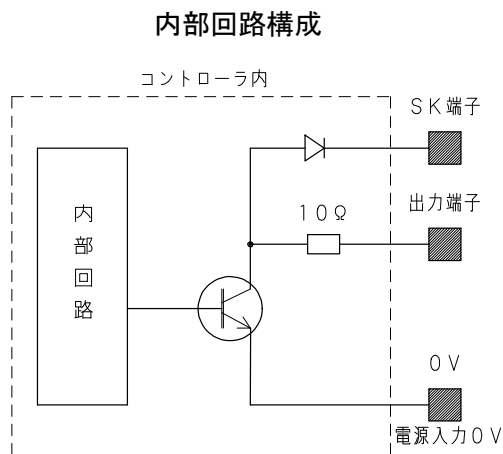 内部回路構成
コントローラ内
SK端子
出力端子
10Ω
内部回路
0V
電源入力0V